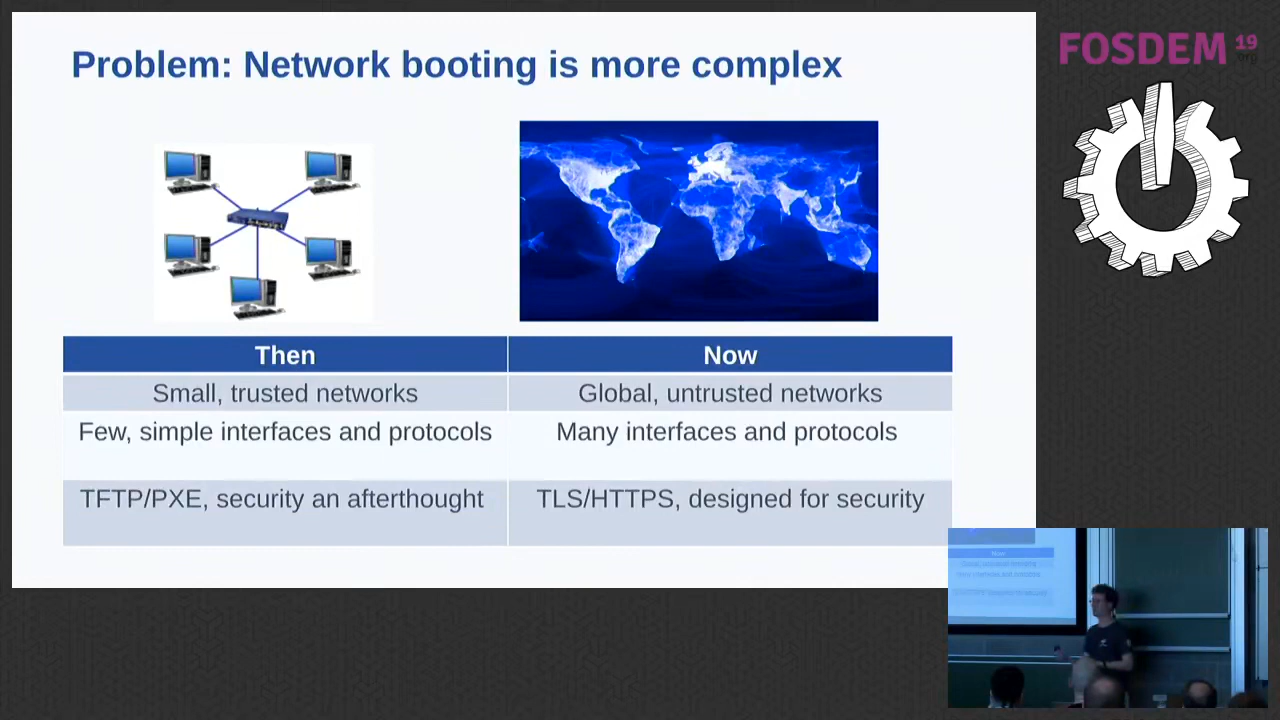 Problem: Network booting is more complex
FOSDEM 19
.org
Then Now
Small, trusted networks Global, untrusted networks
Few, simple interfaces and protocols Many interfaces and protocols
TFTP/PXE, security an afterthought TLS/HTTPS, designed for security
Now